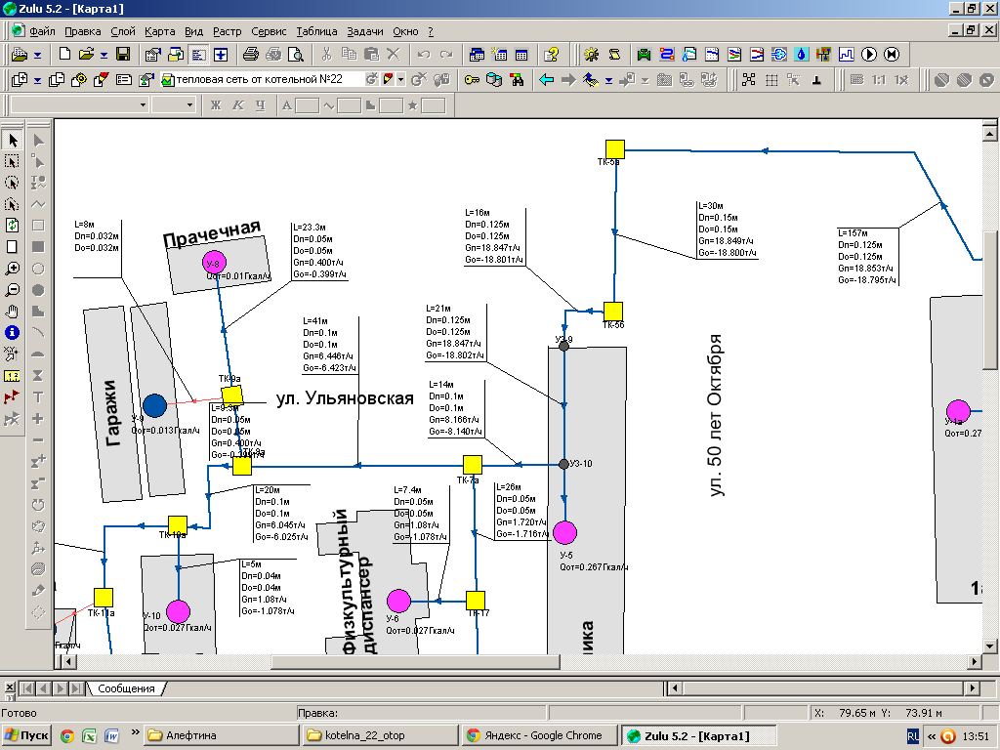 Zulu 5.2 - [Карта1]
Файл Правка Слой Карта Вид Растр Сервис Таблица Задачи Окно ?
тепловая сеть от котельной №22
1:1
Ж К Ч
A
ТК-5а
L=8м
Dп=0.032м
Dо=0.032м
Прачечная
У-8
Qот=0.01Гкал/ч
L=23.3м
Dп=0.05м
Dо=0.05м
Gп=0.400т/ч
Gо=-0.399т/ч
L=16м
Dп=0.125м
Dо=0.125м
Gп=18.847т/ч
Gо=-18.801т/ч
L=30м
Dп=0.15м
Dо=0.15м
Gп=18.849т/ч
Gо=-18.800т/ч
L=157м
Dп=0.125м
Dо=0.125м
Gп=18.853т/ч
Gо=-18.795т/ч
L=41м
Dп=0.1м
Dо=0.1м
Gп=6.446т/ч
Gо=-6.423т/ч
L=21м
Dп=0.125м
Dо=0.125м
Gп=18.847т/ч
Gо=-18.802т/ч
ТК-5б
УЗ-9
ул. 50 лет Октября
Гаражи
ТК-9а
У-9
Qот=0.013Гкал/ч
ул. Ульяновская
L=14м
Dп=0.1м
Dо=0.1м
Gп=8.166т/ч
Gо=-8.140т/ч
L=9.3м
Dп=0.05м
Dо=0.05м
Gп=0.400т/ч
У-1а
Qот=0.27
ТК-7а
УЗ-10
L=20м
Dп=0.1м
Dо=0.1м
Gп=6.045т/ч
Gо=-6.025т/ч
L=7.4м
Dп=0.05м
Dо=0.05м
Gп=1.08т/ч
Gо=-1.078т/ч
L=26м
Dп=0.05м
Dо=0.05м
Gп=1.720т/ч
Gо=-1.716т/ч
ТК-10а
У-5
Qот=0.267Гкал/ч
L=5м
Dп=0.04м
Dо=0.04м
Gп=1.08т/ч
Gо=-1.078т/ч
Физкультурный
диспансер
ТК-11а
У-10
Qот=0.027Гкал/ч
У-6
Qот=0.027Гкал/ч
ТК-17
1а
ика
Гкал/ч
Сообщения
Готово
Правка:
X: 79.65 м Y: 73.91 м
Пуск
Алефтина
kotelna_22_otop
Яндекс - Google Chrome
Zulu 5.2 - [Карта1]
RU
13:51